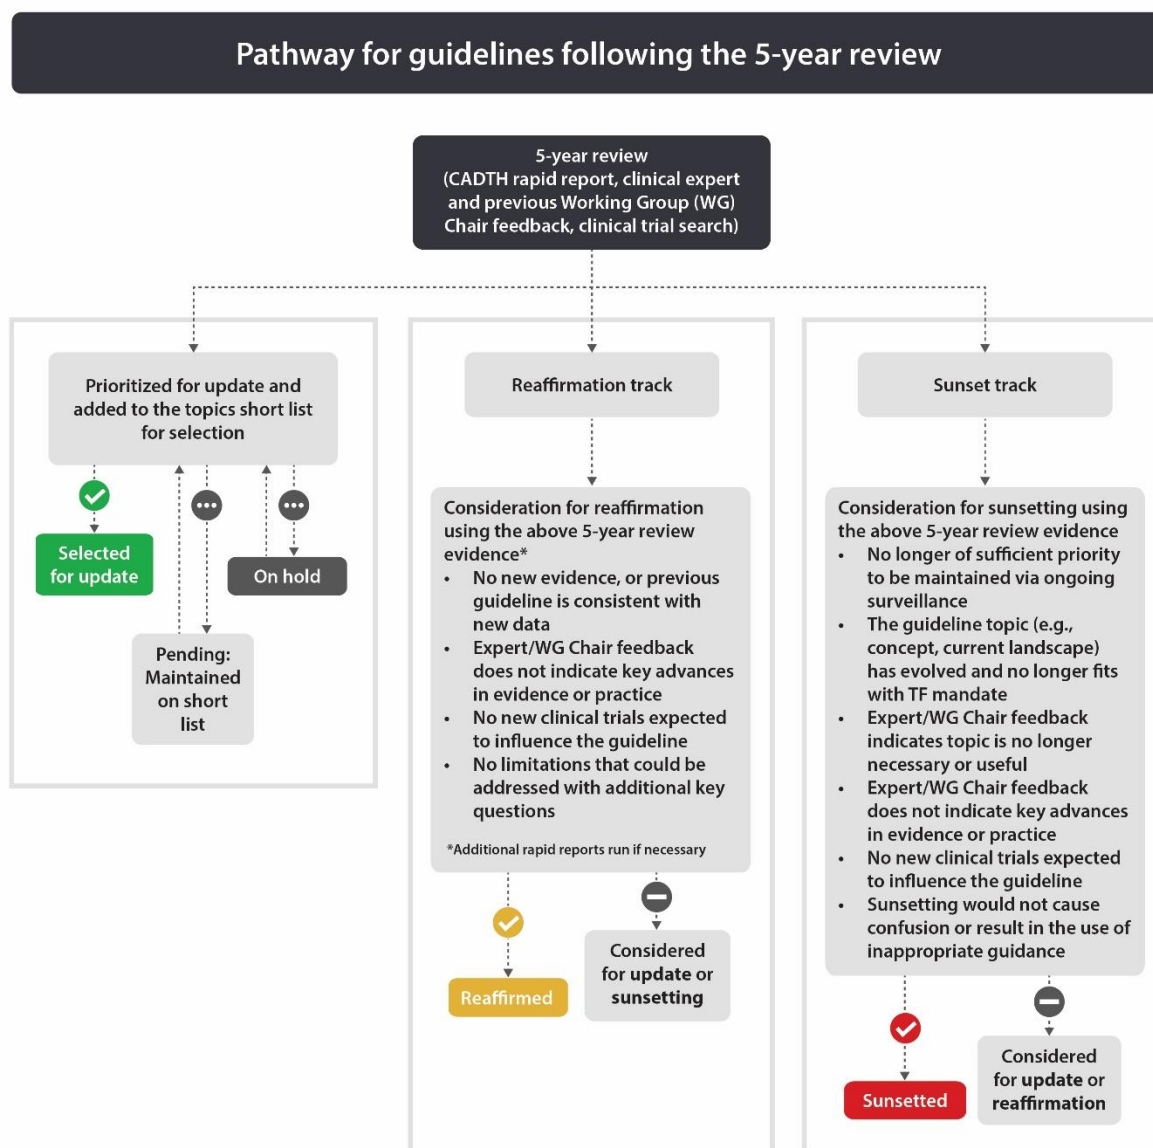 Pathway for guidelines following the 5-year review
5-year review
(CADTH rapid report, clinical expert
and previous Working Group (WG)
Chair feedback, clinical trial search)
Prioritized for update and
added to the topics short list
for selection
Selected
for update
On hold
Pending:
Maintained
on short
list
Reaffirmation track
Consideration for reaffirmation
using the above 5-year review
evidence*
• No new evidence, or previous
guideline is consistent with
new data
• Expert/WG Chair feedback
does not indicate key advances
in evidence or practice
• No new clinical trials expected
to influence the guideline
• No limitations that could be
addressed with additional key
questions
*Additional rapid reports run if necessary
Reaffirmed
Considered
for update or
sunsetting
Sunset track
Consideration for sunsetting using
the above 5-year review evidence
• No longer of sufficient priority
to be maintained via ongoing
surveillance
• The guideline topic (e.g.,
concept, current landscape)
has evolved and no longer fits
with TF mandate
• Expert/WG Chair feedback
indicates topic is no longer
necessary or useful
• Expert/WG Chair feedback
does not indicate key advances
in evidence or practice
• No new clinical trials expected
to influence the guideline
• Sunsetting would not cause
confusion or result in the use of
inappropriate guidance
Sunsetted
Considered
for update or
reaffirmation